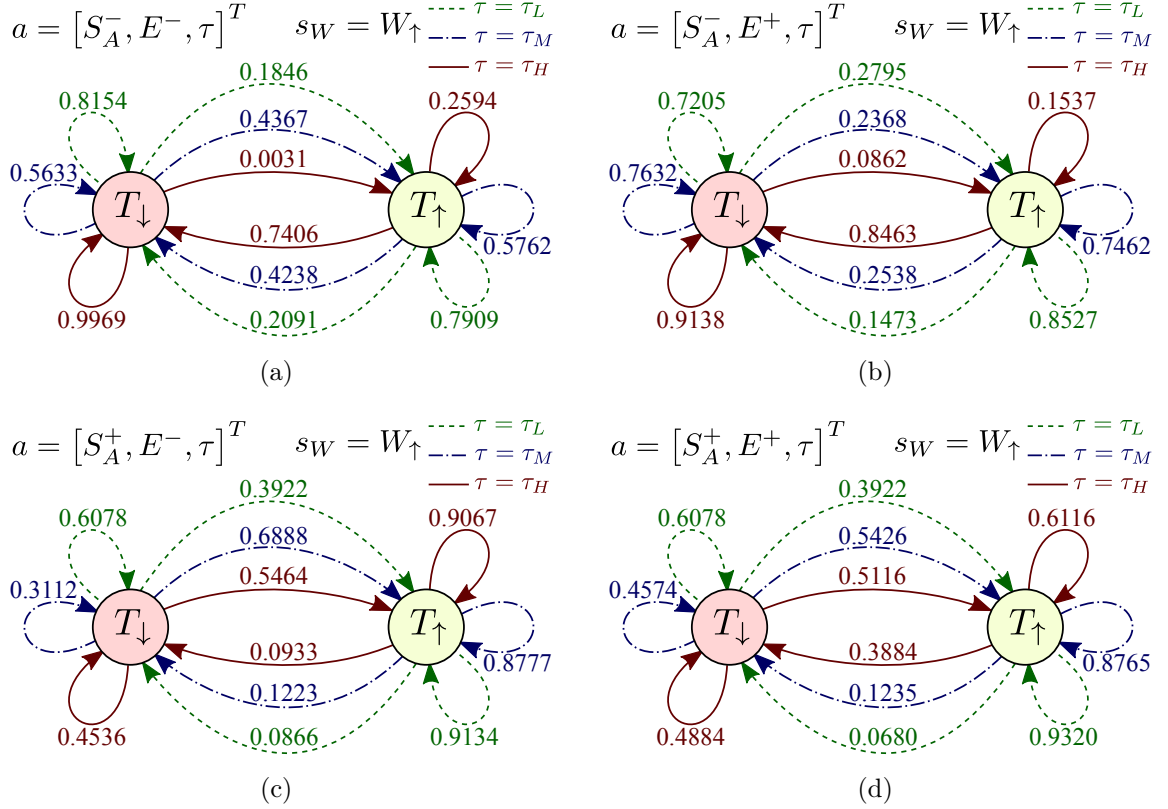 a = [S_A^-, E^-, τ]^T s_W = W_↑ τ = τ_L
τ = τ_M
τ = τ_H
0.1846
0.8154 0.4367 0.2594
0.5633 0.0031
T_↓ T_↑
0.7406 0.5762
0.4238
0.9969 0.2091 0.7909
(a)
a = [S_A^-, E^+, τ]^T s_W = W_↑ τ = τ_L
τ = τ_M
τ = τ_H
0.2795
0.7205 0.2368 0.1537
0.7632 0.0862
T_↓ T_↑
0.8463 0.7462
0.2538
0.9138 0.1473 0.8527
(b)
a = [S_A^+, E^-, τ]^T s_W = W_↑ τ = τ_L
τ = τ_M
τ = τ_H
0.3922
0.6078 0.6888 0.9067
0.3112 0.5464
T_↓ T_↑
0.0933 0.8777
0.1223
0.4536 0.0866 0.9134
(c)
a = [S_A^+, E^+, τ]^T s_W = W_↑ τ = τ_L
τ = τ_M
τ = τ_H
0.3922
0.6078 0.5426 0.6116
0.4574 0.5116
T_↓ T_↑
0.3884 0.8765
0.1235
0.4884 0.0680 0.9320
(d)